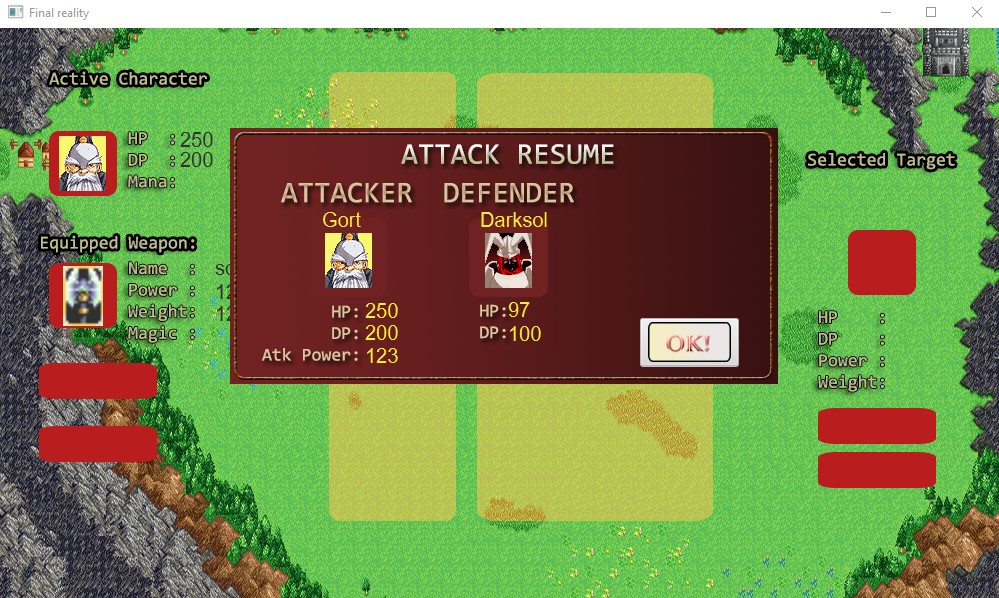 Final reality
Active Character
HP : 250
DP : 200
Mana:
Equipped Weapon:
Name :
Power :
Weight:
Magic :
ATTACK RESUME
ATTACKER DEFENDER
Gort Darksol
HP: 250 HP:97
DP: 200 DP:100
Atk Power: 123
OK!
Selected Target
HP :
DP :
Power :
Weight: